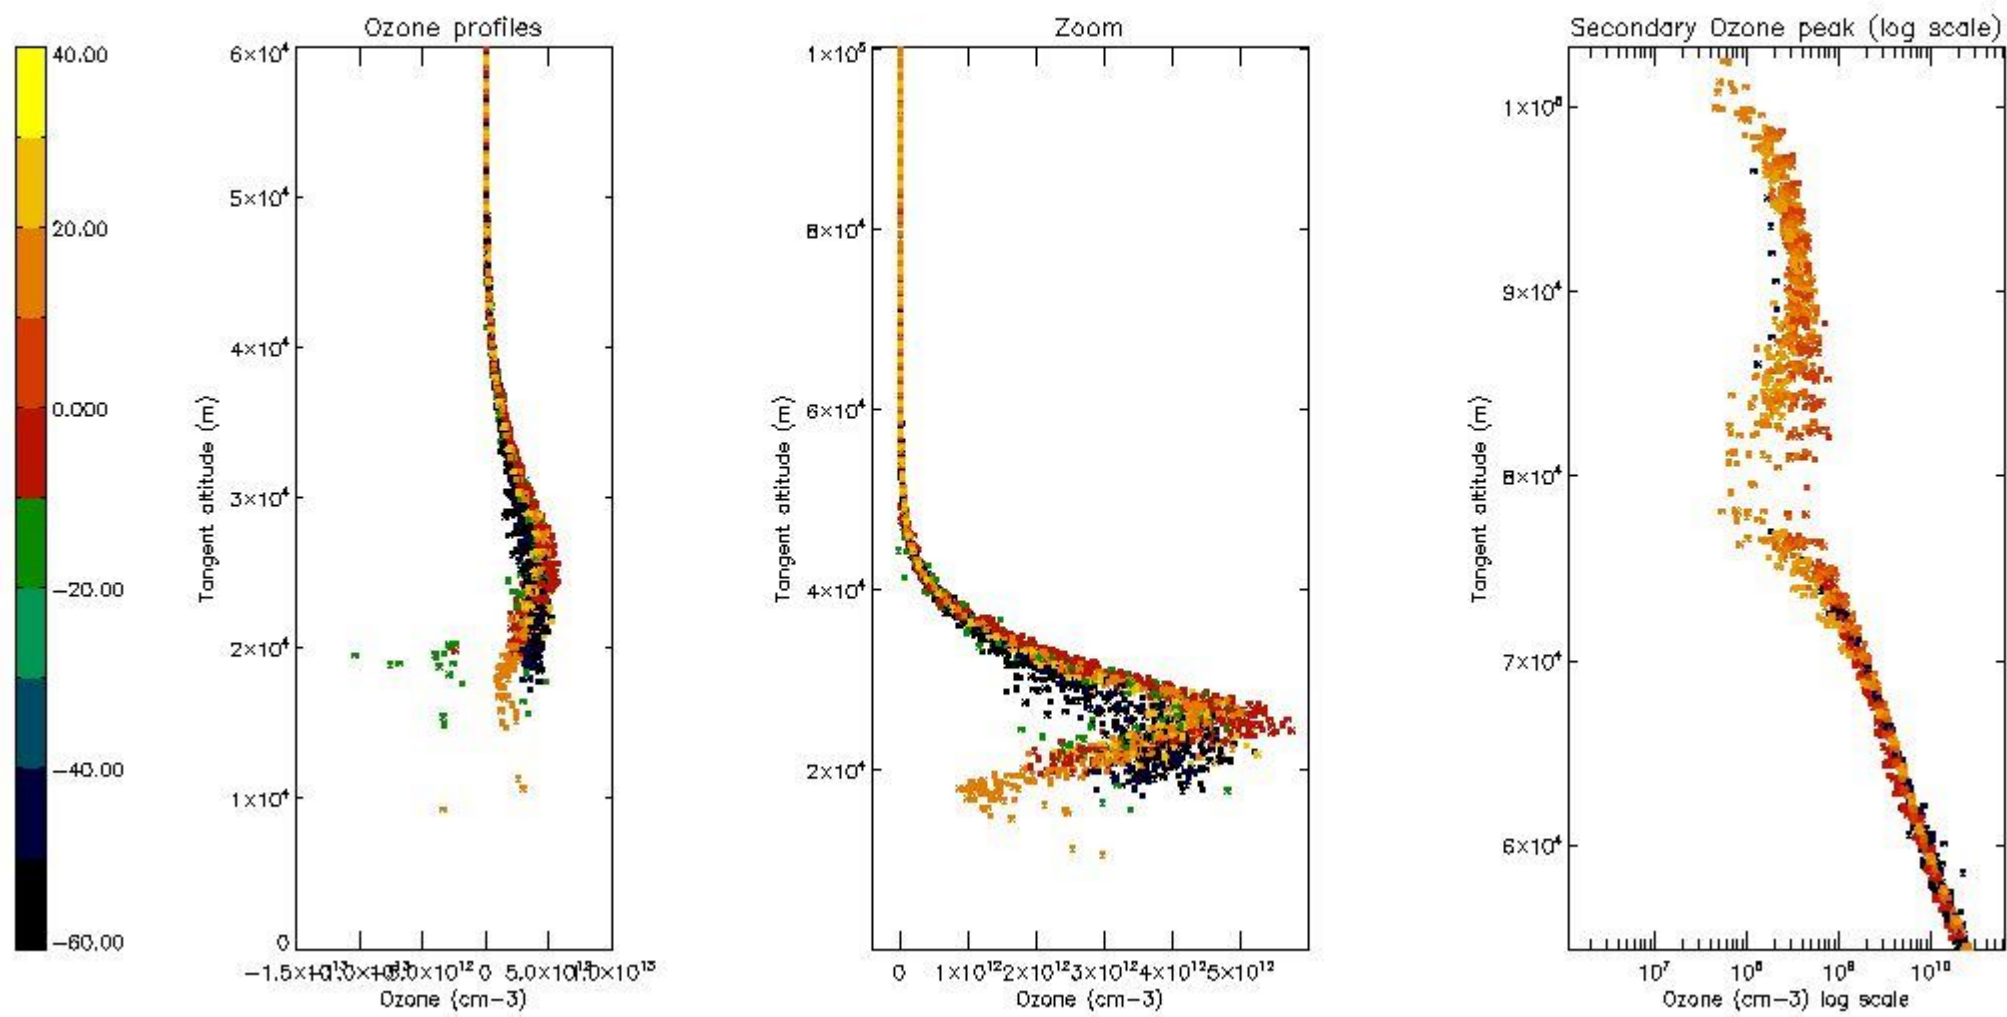 Ozone profiles
Zoom
Secondary Ozone peak (log scale)
40.00
20.00
0.000
−20.00
−40.00
−60.00
6×10⁴
5×10⁴
4×10⁴
3×10⁴
2×10⁴
1×10⁴
0
Tangent altitude (m)
0
Ozone (cm−3)
1×10⁵
8×10⁴
6×10⁴
4×10⁴
2×10⁴
Tangent altitude (m)
0 1×10¹² 2×10¹² 3×10¹² 4×10¹² 5×10¹²
Ozone (cm−3)
9×10⁴
8×10⁴
7×10⁴
6×10⁴
Tangent altitude (m)
10⁷ 10⁸ 10⁹ 10¹⁰
Ozone (cm−3) log scale